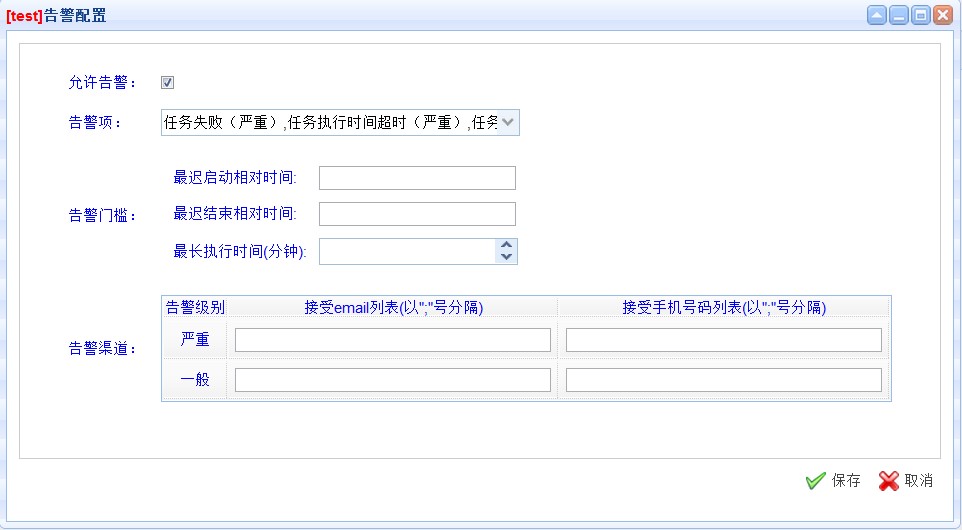 [test]告警配置
允许告警：
告警项：
任务失败（严重）,任务执行时间超时（严重）,任务
告警门槛：
最迟启动相对时间:
最迟结束相对时间:
最长执行时间(分钟):
告警渠道：
告警级别 接受email列表(以";"号分隔) 接受手机号码列表(以";"号分隔)
严重
一般
保存 取消